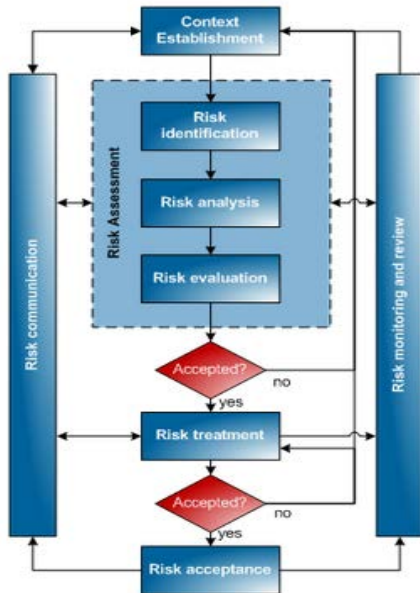 Context
Establishment
Risk
identification
Risk analysis
Risk evaluation
Risk Assessment
Risk communication
Risk monitoring and review
Accepted?
no
yes
Risk treatment
Accepted?
no
yes
Risk acceptance